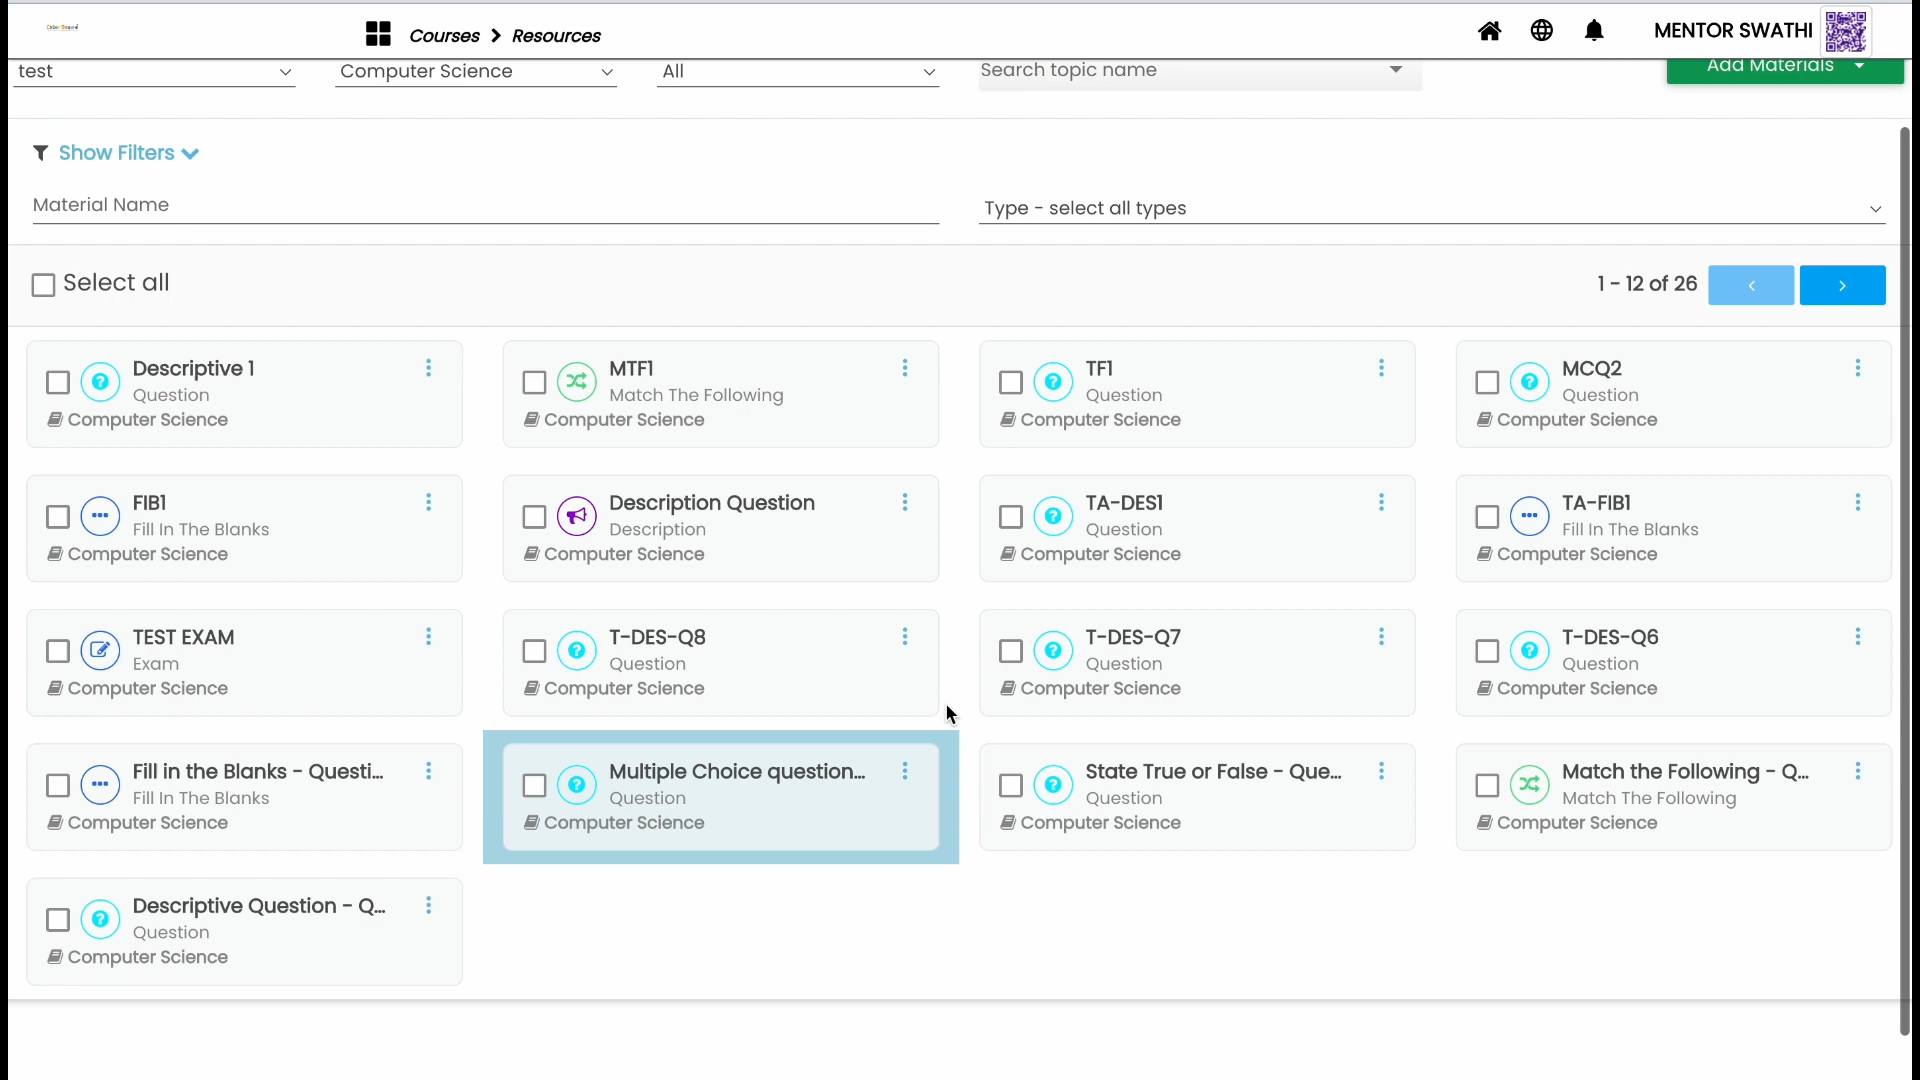 Courses > Resources
MENTOR SWATHI
test
Computer Science
All
Search topic name
Add Materials
Show Filters
Material Name
Type - select all types
Select all
1 - 12 of 26
Descriptive 1
Question
Computer Science
MTF1
Match The Following
Computer Science
TF1
Question
Computer Science
MCQ2
Question
Computer Science
FIB1
Fill In The Blanks
Computer Science
Description Question
Description
Computer Science
TA-DES1
Question
Computer Science
TA-FIB1
Fill In The Blanks
Computer Science
TEST EXAM
Exam
Computer Science
T-DES-Q8
Question
Computer Science
T-DES-Q7
Question
Computer Science
T-DES-Q6
Question
Computer Science
Fill in the Blanks - Questi...
Fill In The Blanks
Computer Science
Multiple Choice question...
Question
Computer Science
State True or False - Que...
Question
Computer Science
Match the Following - Q...
Match The Following
Computer Science
Descriptive Question - Q...
Question
Computer Science